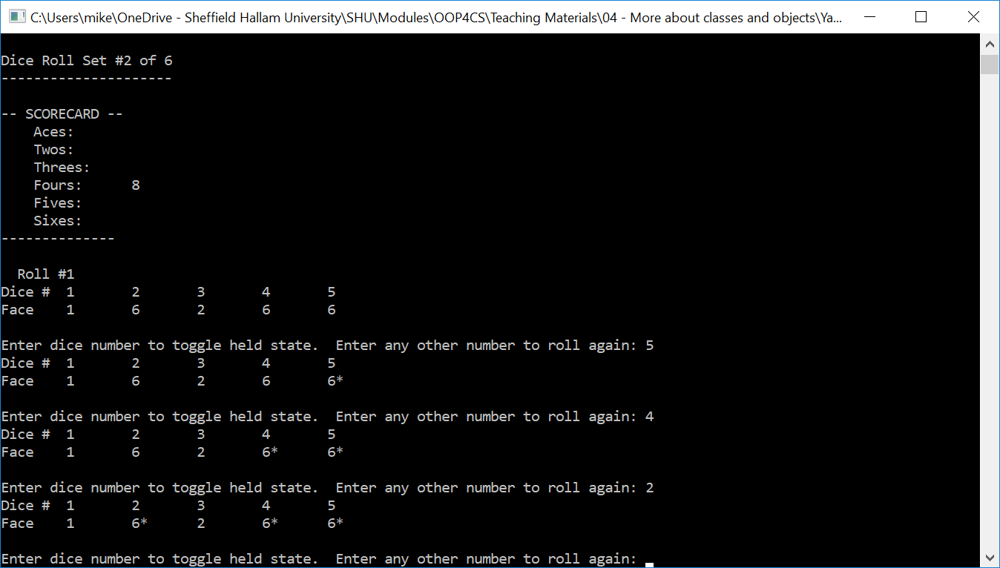 C:\Users\mike\OneDrive - Sheffield Hallam University\SHU\Modules\OOP4CS\Teaching Materials\04 - More about classes and objects\Ya...
Dice Roll Set #2 of 6
---------------------
-- SCORECARD --
    Aces:
    Twos:
    Threes:
    Fours:      8
    Fives:
    Sixes:
--------------
  Roll #1
Dice #  1       2       3       4       5
Face    1       6       2       6       6
Enter dice number to toggle held state.  Enter any other number to roll again: 5
Dice #  1       2       3       4       5
Face    1       6       2       6       6*
Enter dice number to toggle held state.  Enter any other number to roll again: 4
Dice #  1       2       3       4       5
Face    1       6       2       6*      6*
Enter dice number to toggle held state.  Enter any other number to roll again: 2
Dice #  1       2       3       4       5
Face    1       6*      2       6*      6*
Enter dice number to toggle held state.  Enter any other number to roll again: